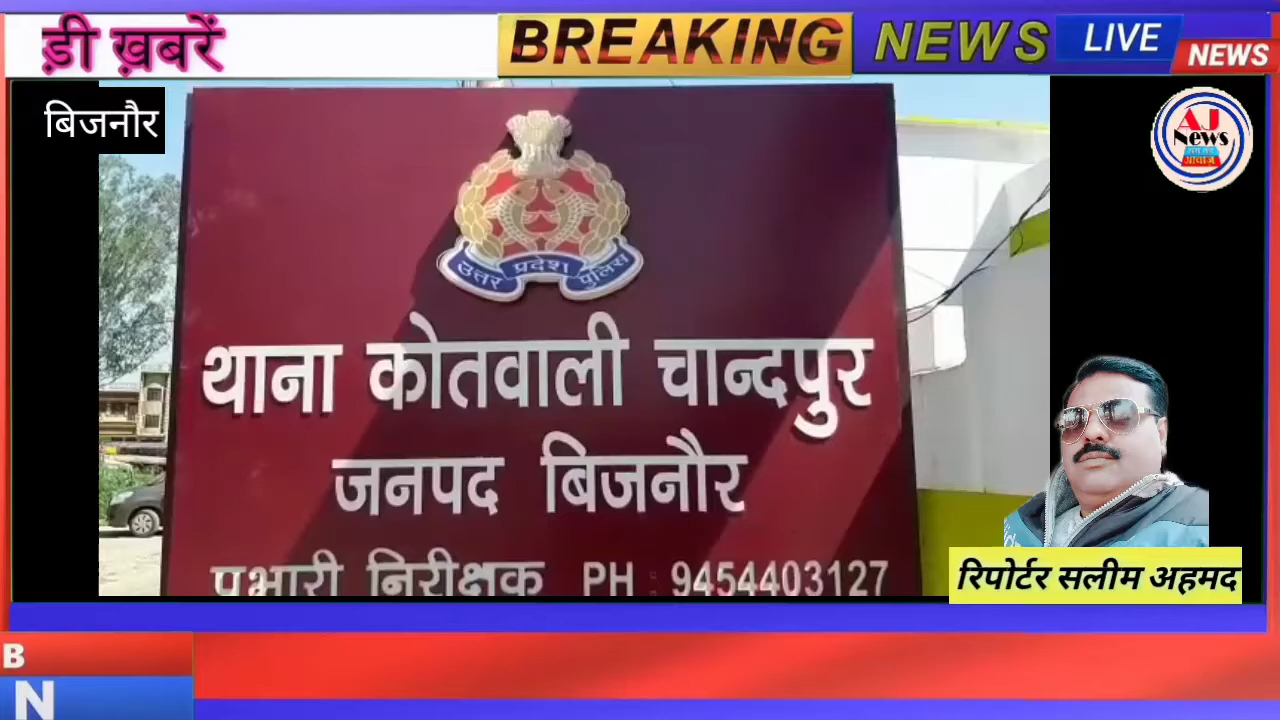 ड़ी ख़बरें
BREAKING NEWS LIVE NEWS
बिजनौर
AJ
News
आवाज
उत्तर प्रदेश पुलिस
थाना कोतवाली चान्दपुर
जनपद बिजनौर
प्रभारी निरीक्षक PH : 9454403127
रिपोर्टर सलीम अहमद
B
N